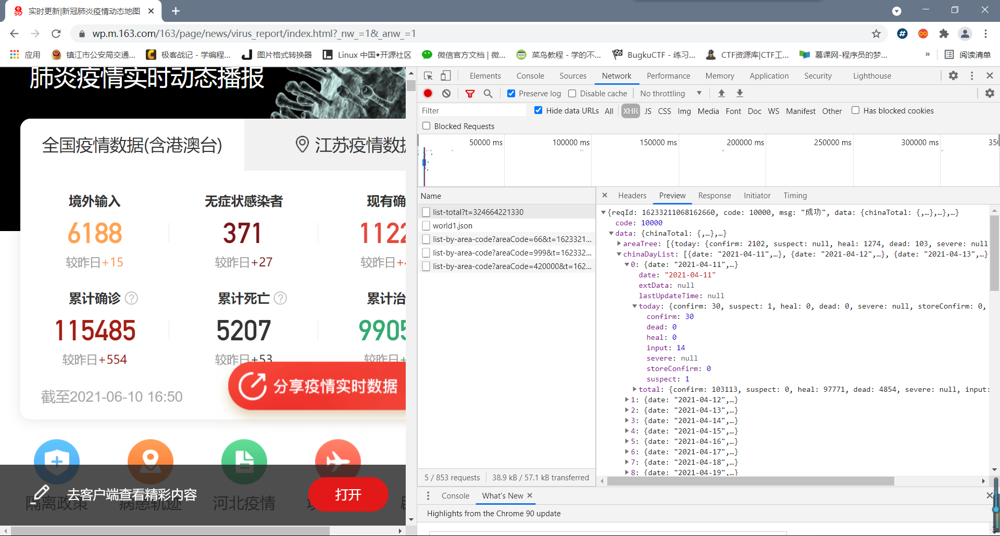 实时更新|新冠肺炎疫情动态地图
wp.m.163.com/163/page/news/virus_report/index.html?_nw_=1&_anw_=1
应用 镇江市公安局交通... 极客战记 - 学编程... 图片格式转换器 Linux 中国◆开源社区 微信官方文档 | 微... 菜鸟教程 - 学的不... BugkuCTF - 练习... CTF资源库|CTF工... 慕课网-程序员的梦... » 阅读清单
肺炎疫情实时动态播报
全国疫情数据(含港澳台) 江苏疫情数据
境外输入 无症状感染者 现有确
6188 371 1122
较昨日+15 较昨日+27 较昨日+
累计确诊 ? 累计死亡 ? 累计治
115485 5207 9905
较昨日+554 较昨日+53 较昨日+
分享疫情实时数据
截至2021-06-10 16:50
去客户端查看精彩内容 打开
隔离政策 病患轨迹 河北疫情
Elements Console Sources Network Performance Memory Application Security Lighthouse
Preserve log Disable cache No throttling
Filter Hide data URLs All XHR JS CSS Img Media Font Doc WS Manifest Other Has blocked cookies
Blocked Requests
50000 ms 100000 ms 150000 ms 200000 ms 250000 ms 300000 ms 35
Name
list-total?t=324664221330
world1.json
list-by-area-code?areaCode=66&t=1623321...
list-by-area-code?areaCode=999&t=162332...
list-by-area-code?areaCode=420000&t=162...
5 / 853 requests 38.9 kB / 57.1 kB transferred
Headers Preview Response Initiator Timing
{reqId: 16233211068162660, code: 10000, msg: "成功", data: {chinaTotal: {,…},…},…}
code: 10000
data: {chinaTotal: {,…},…}
areaTree: [{today: {confirm: 2102, suspect: null, heal: 1274, dead: 103, severe: null
chinaDayList: [{date: "2021-04-11",…}, {date: "2021-04-12",…}, {date: "2021-04-13",…}
0: {date: "2021-04-11",…}
date: "2021-04-11"
extData: null
lastUpdateTime: null
today: {confirm: 30, suspect: 1, heal: 0, dead: 0, severe: null, storeConfirm: 0,
confirm: 30
dead: 0
heal: 0
input: 14
severe: null
storeConfirm: 0
suspect: 1
total: {confirm: 103113, suspect: 0, heal: 97771, dead: 4854, severe: null, input:
1: {date: "2021-04-12",…}
2: {date: "2021-04-13",…}
3: {date: "2021-04-14",…}
4: {date: "2021-04-15",…}
5: {date: "2021-04-16",…}
6: {date: "2021-04-17",…}
7: {date: "2021-04-18",…}
8: {date: "2021-04-19",…}
Console What's New
Highlights from the Chrome 90 update